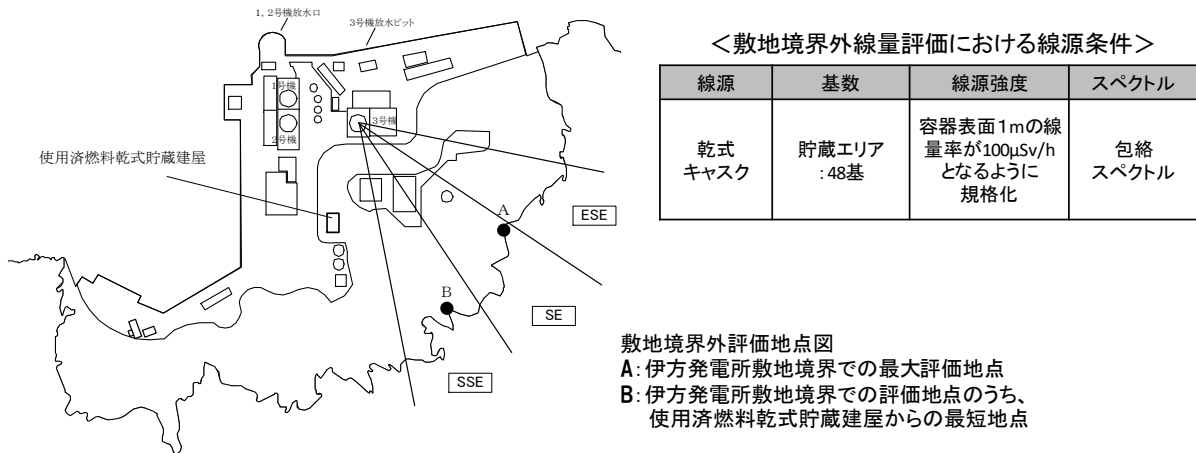 1, 2号機放水口
3号機放水ピット
1号機
2号機
3号機
使用済燃料乾式貯蔵建屋
A
ESE
B
SE
SSE
＜敷地境界外線量評価における線源条件＞
線源
基数
線源強度
スペクトル
乾式
キャスク
貯蔵エリア
：48基
容器表面1mの線
量率が100μSv/h
となるように
規格化
包絡
スペクトル
敷地境界外評価地点図
A：伊方発電所敷地境界での最大評価地点
B：伊方発電所敷地境界での評価地点のうち、
使用済燃料乾式貯蔵建屋からの最短地点